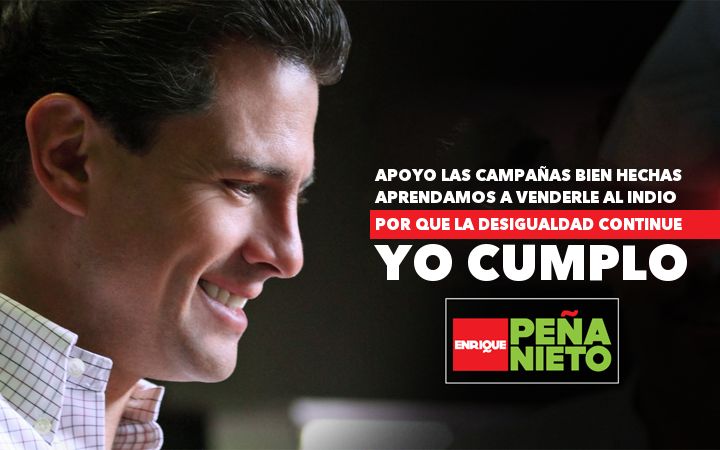 APOYO LAS CAMPAÑAS BIEN HECHAS
APRENDAMOS A VENDERLE AL INDIO
POR QUE LA DESIGUALDAD CONTINUE
YO CUMPLO
ENRIQUE
PEÑA
NIETO